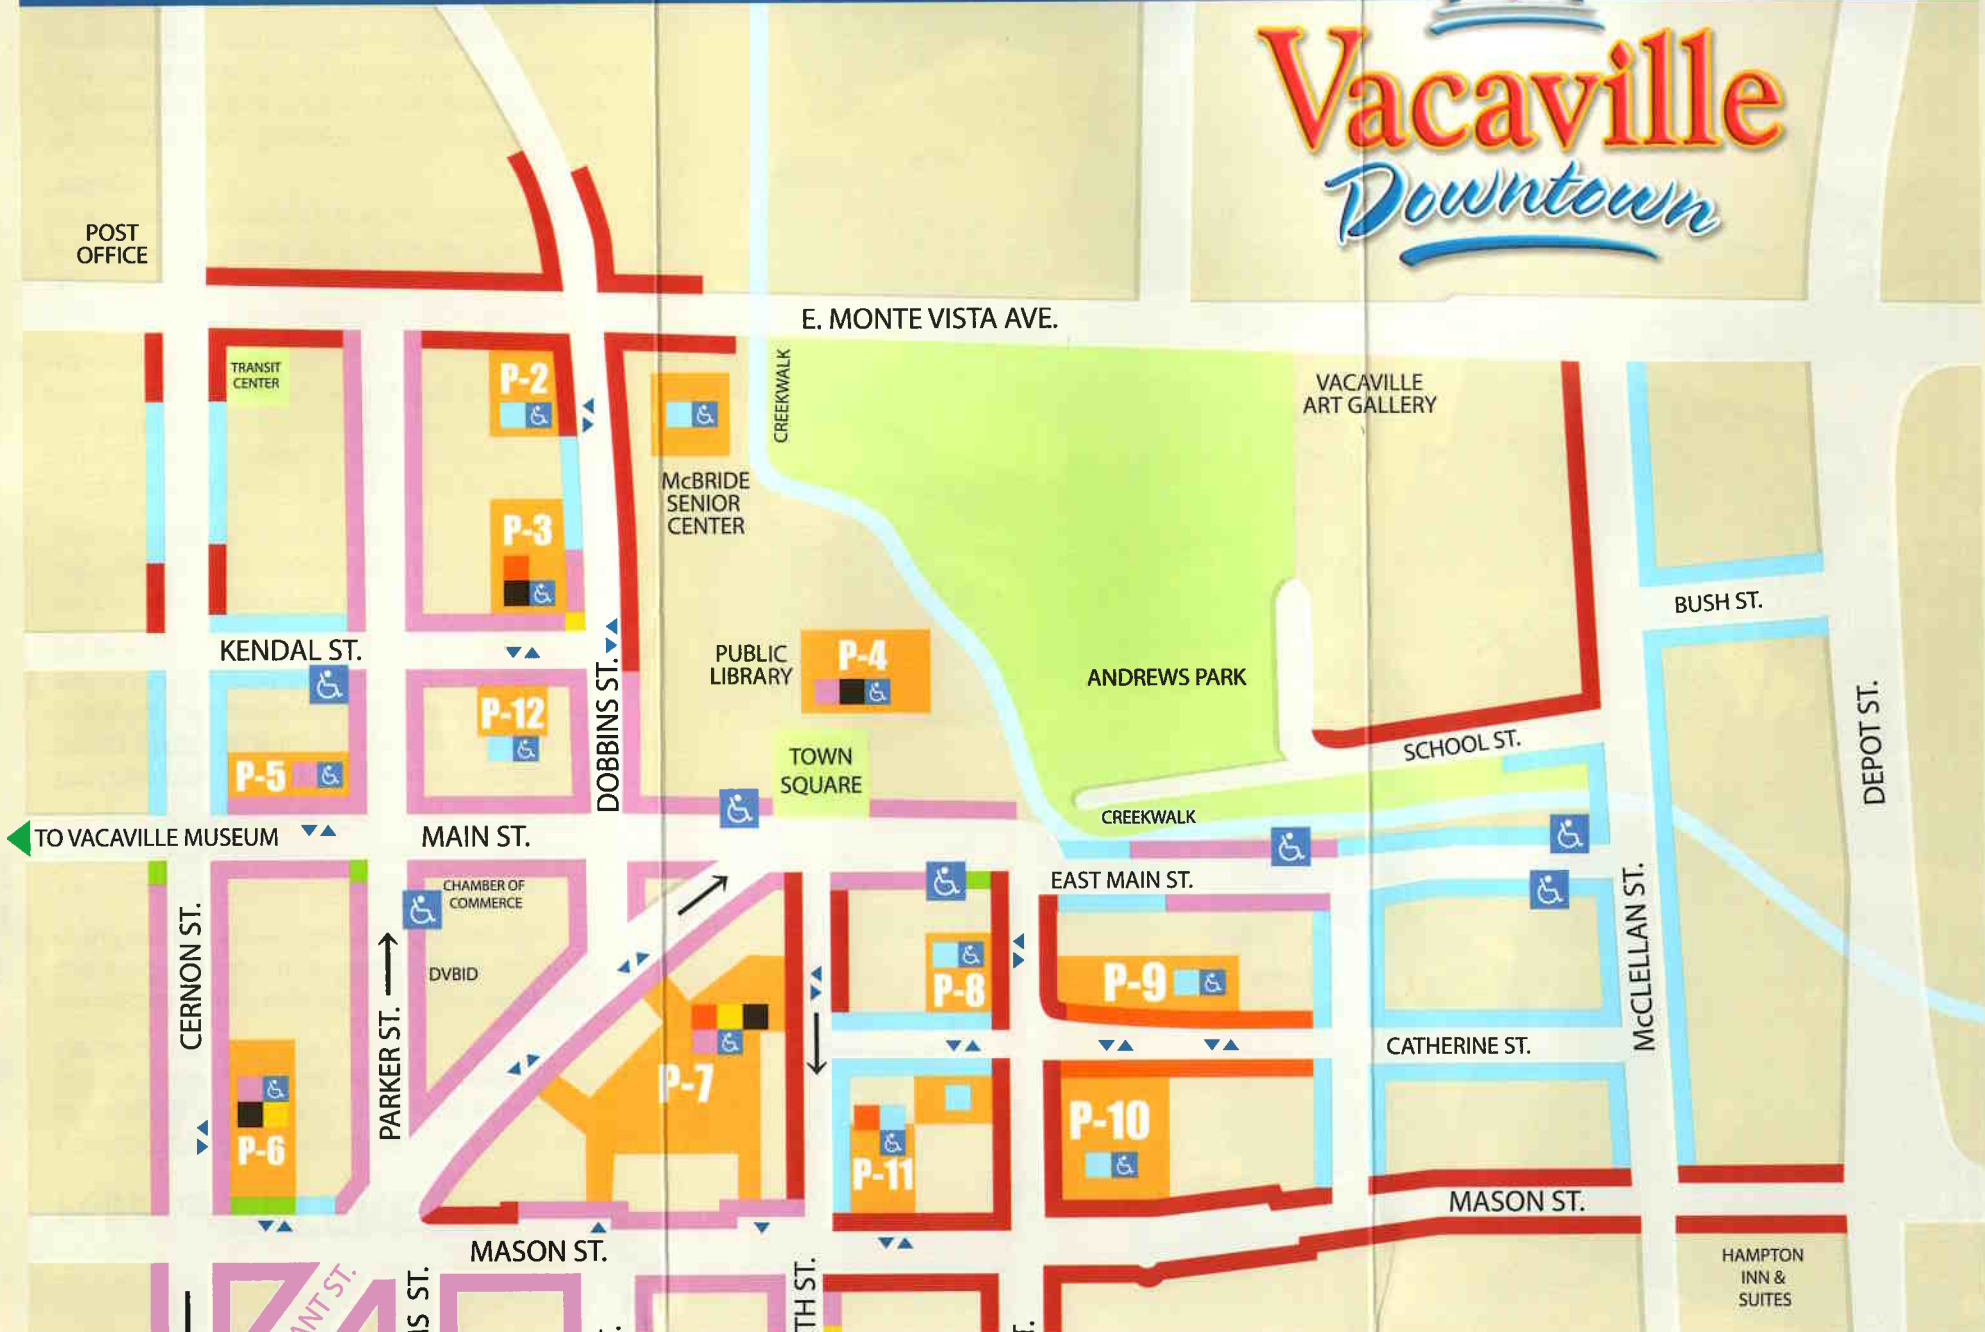 Vacaville
Downtown
POST
OFFICE
E. MONTE VISTA AVE.
TRANSIT
CENTER
P-2
CREEKWALK
VACAVILLE
ART GALLERY
McBRIDE
SENIOR
CENTER
P-3
BUSH ST.
KENDAL ST.
PUBLIC
LIBRARY
P-4
ANDREWS PARK
DOBBINS ST.
P-12
SCHOOL ST.
DEPOT ST.
P-5
TOWN
SQUARE
CREEKWALK
TO VACAVILLE MUSEUM
MAIN ST.
EAST MAIN ST.
CHAMBER OF
COMMERCE
CERNON ST.
McCLELLAN ST.
DVBID
P-8
P-9
PARKER ST.
CATHERINE ST.
P-7
P-6
P-10
P-11
MASON ST.
MASON ST.
HAMPTON
INN &
SUITES
ST.